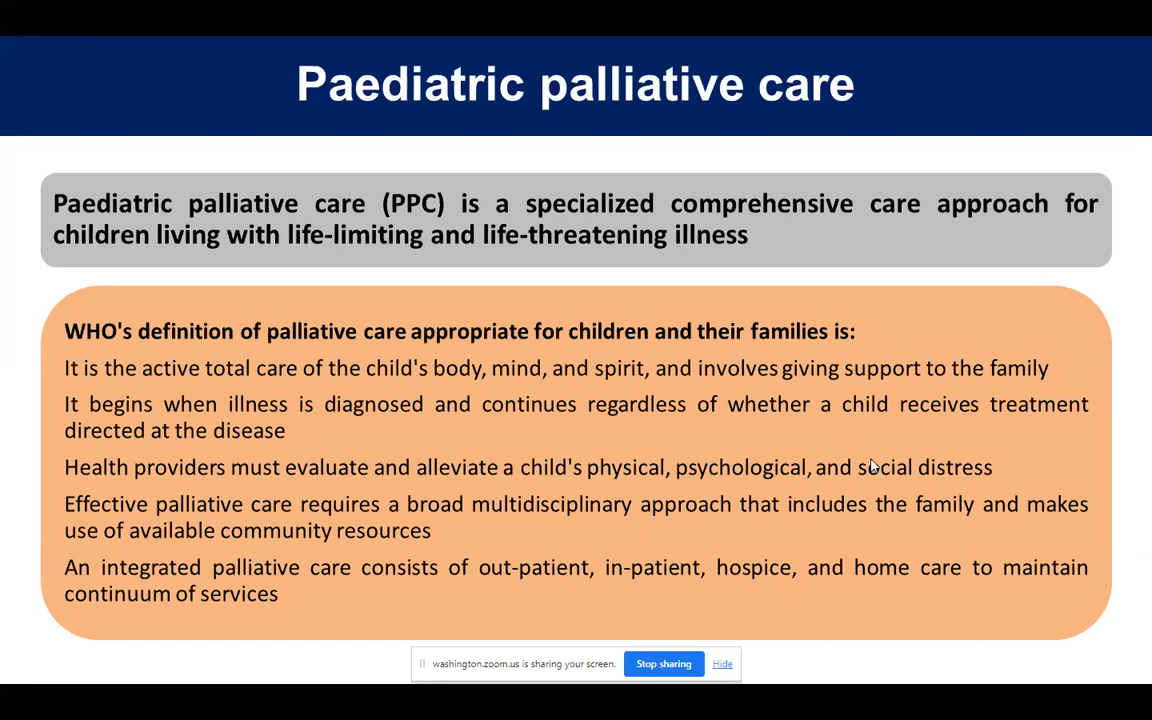 Paediatric palliative care
Paediatric palliative care (PPC) is a specialized comprehensive care approach for
children living with life-limiting and life-threatening illness
WHO's definition of palliative care appropriate for children and their families is:
It is the active total care of the child's body, mind, and spirit, and involves giving support to the family
It begins when illness is diagnosed and continues regardless of whether a child receives treatment
directed at the disease
Health providers must evaluate and alleviate a child's physical, psychological, and social distress
Effective palliative care requires a broad multidisciplinary approach that includes the family and makes
use of available community resources
An integrated palliative care consists of out-patient, in-patient, hospice, and home care to maintain
continuum of services
washington.zoom.us is sharing your screen. Stop sharing Hide